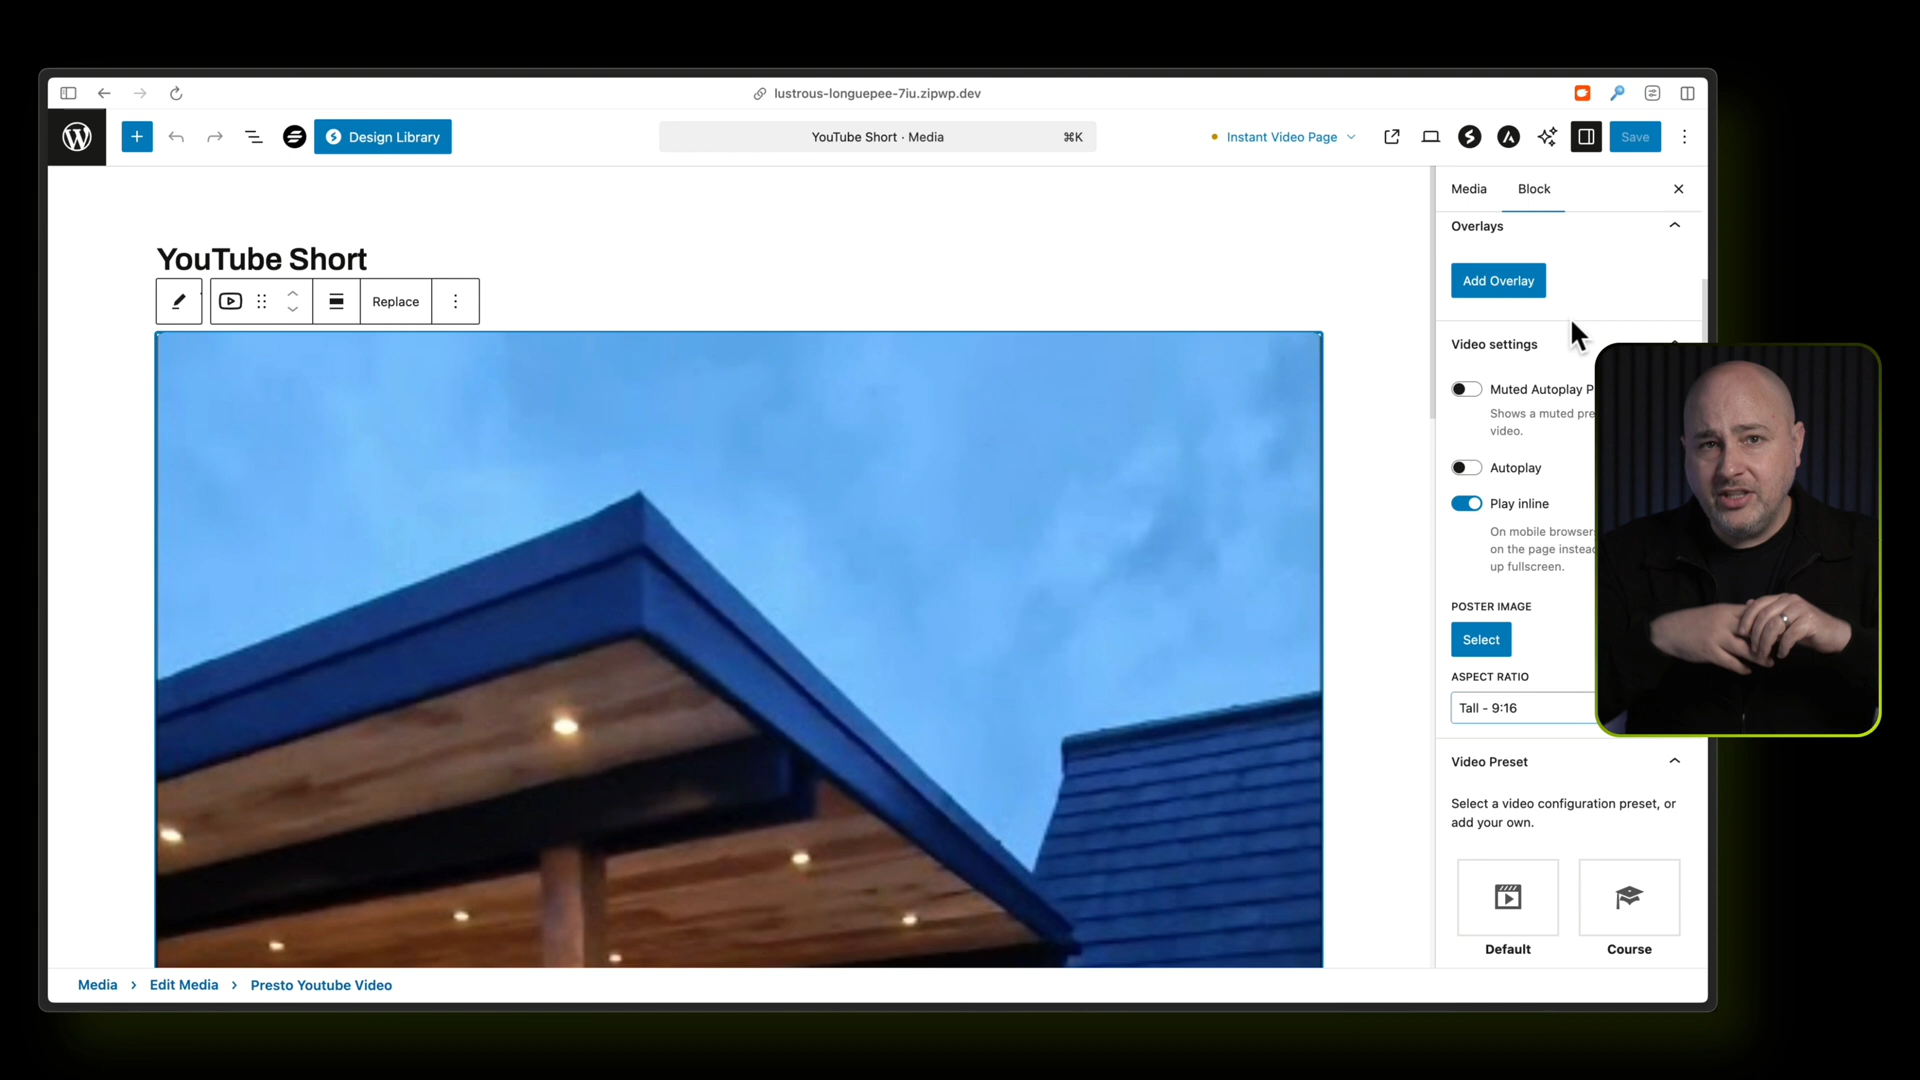 lustrous-longuepee-7iu.zipwp.dev
Design Library
YouTube Short · Media
⌘K
Instant Video Page
Save
Media
Block
Overlays
Add Overlay
YouTube Short
Replace
Video settings
Muted Autoplay P
Shows a muted pre
video.
Autoplay
Play inline
On mobile browser
on the page instead
up fullscreen.
POSTER IMAGE
Select
ASPECT RATIO
Tall - 9:16
Video Preset
Select a video configuration preset, or
add your own.
Default
Course
Media › Edit Media › Presto Youtube Video